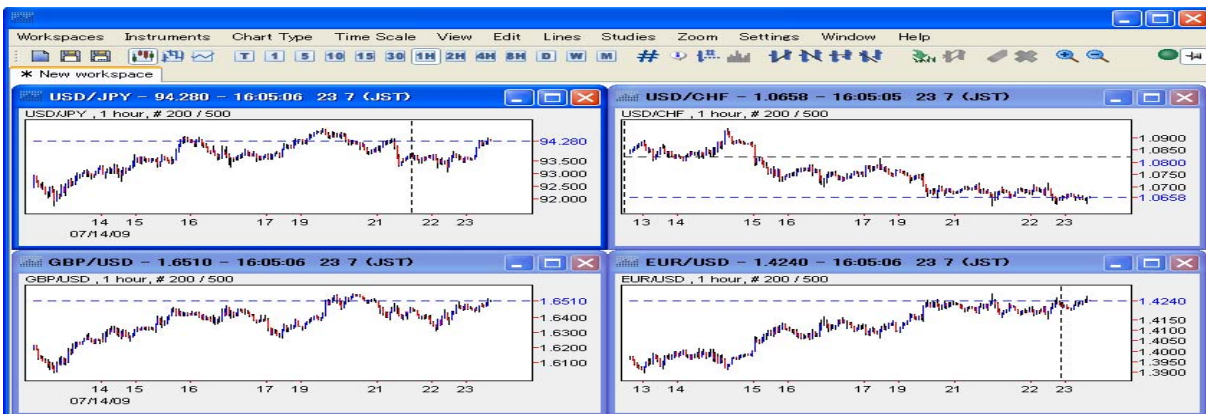 Workspaces Instruments Chart Type Time Scale View Edit Lines Studies Zoom Settings Window Help
T 1 5 10 15 30 1H 2H 4H 8H D W M #
* New workspace
USD/JPY - 94.280 - 16:05:06 23 7 (JST)
USD/JPY , 1 hour, # 200 / 500
94.280
93.500
93.000
92.500
92.000
14 15 16 17 19 21 22 23
07/14/09
USD/CHF - 1.0658 - 16:05:05 23 7 (JST)
USD/CHF , 1 hour, # 200 / 500
1.0900
1.0850
1.0800
1.0750
1.0700
1.0658
13 14 15 16 17 19 21 22 23
GBP/USD - 1.6510 - 16:05:06 23 7 (JST)
GBP/USD , 1 hour, # 200 / 500
1.6510
1.6400
1.6300
1.6200
1.6100
14 15 16 17 19 21 22 23
07/14/09
EUR/USD - 1.4240 - 16:05:06 23 7 (JST)
EUR/USD , 1 hour, # 200 / 500
1.4240
1.4150
1.4100
1.4050
1.4000
1.3950
1.3900
13 14 15 16 17 19 21 22 23